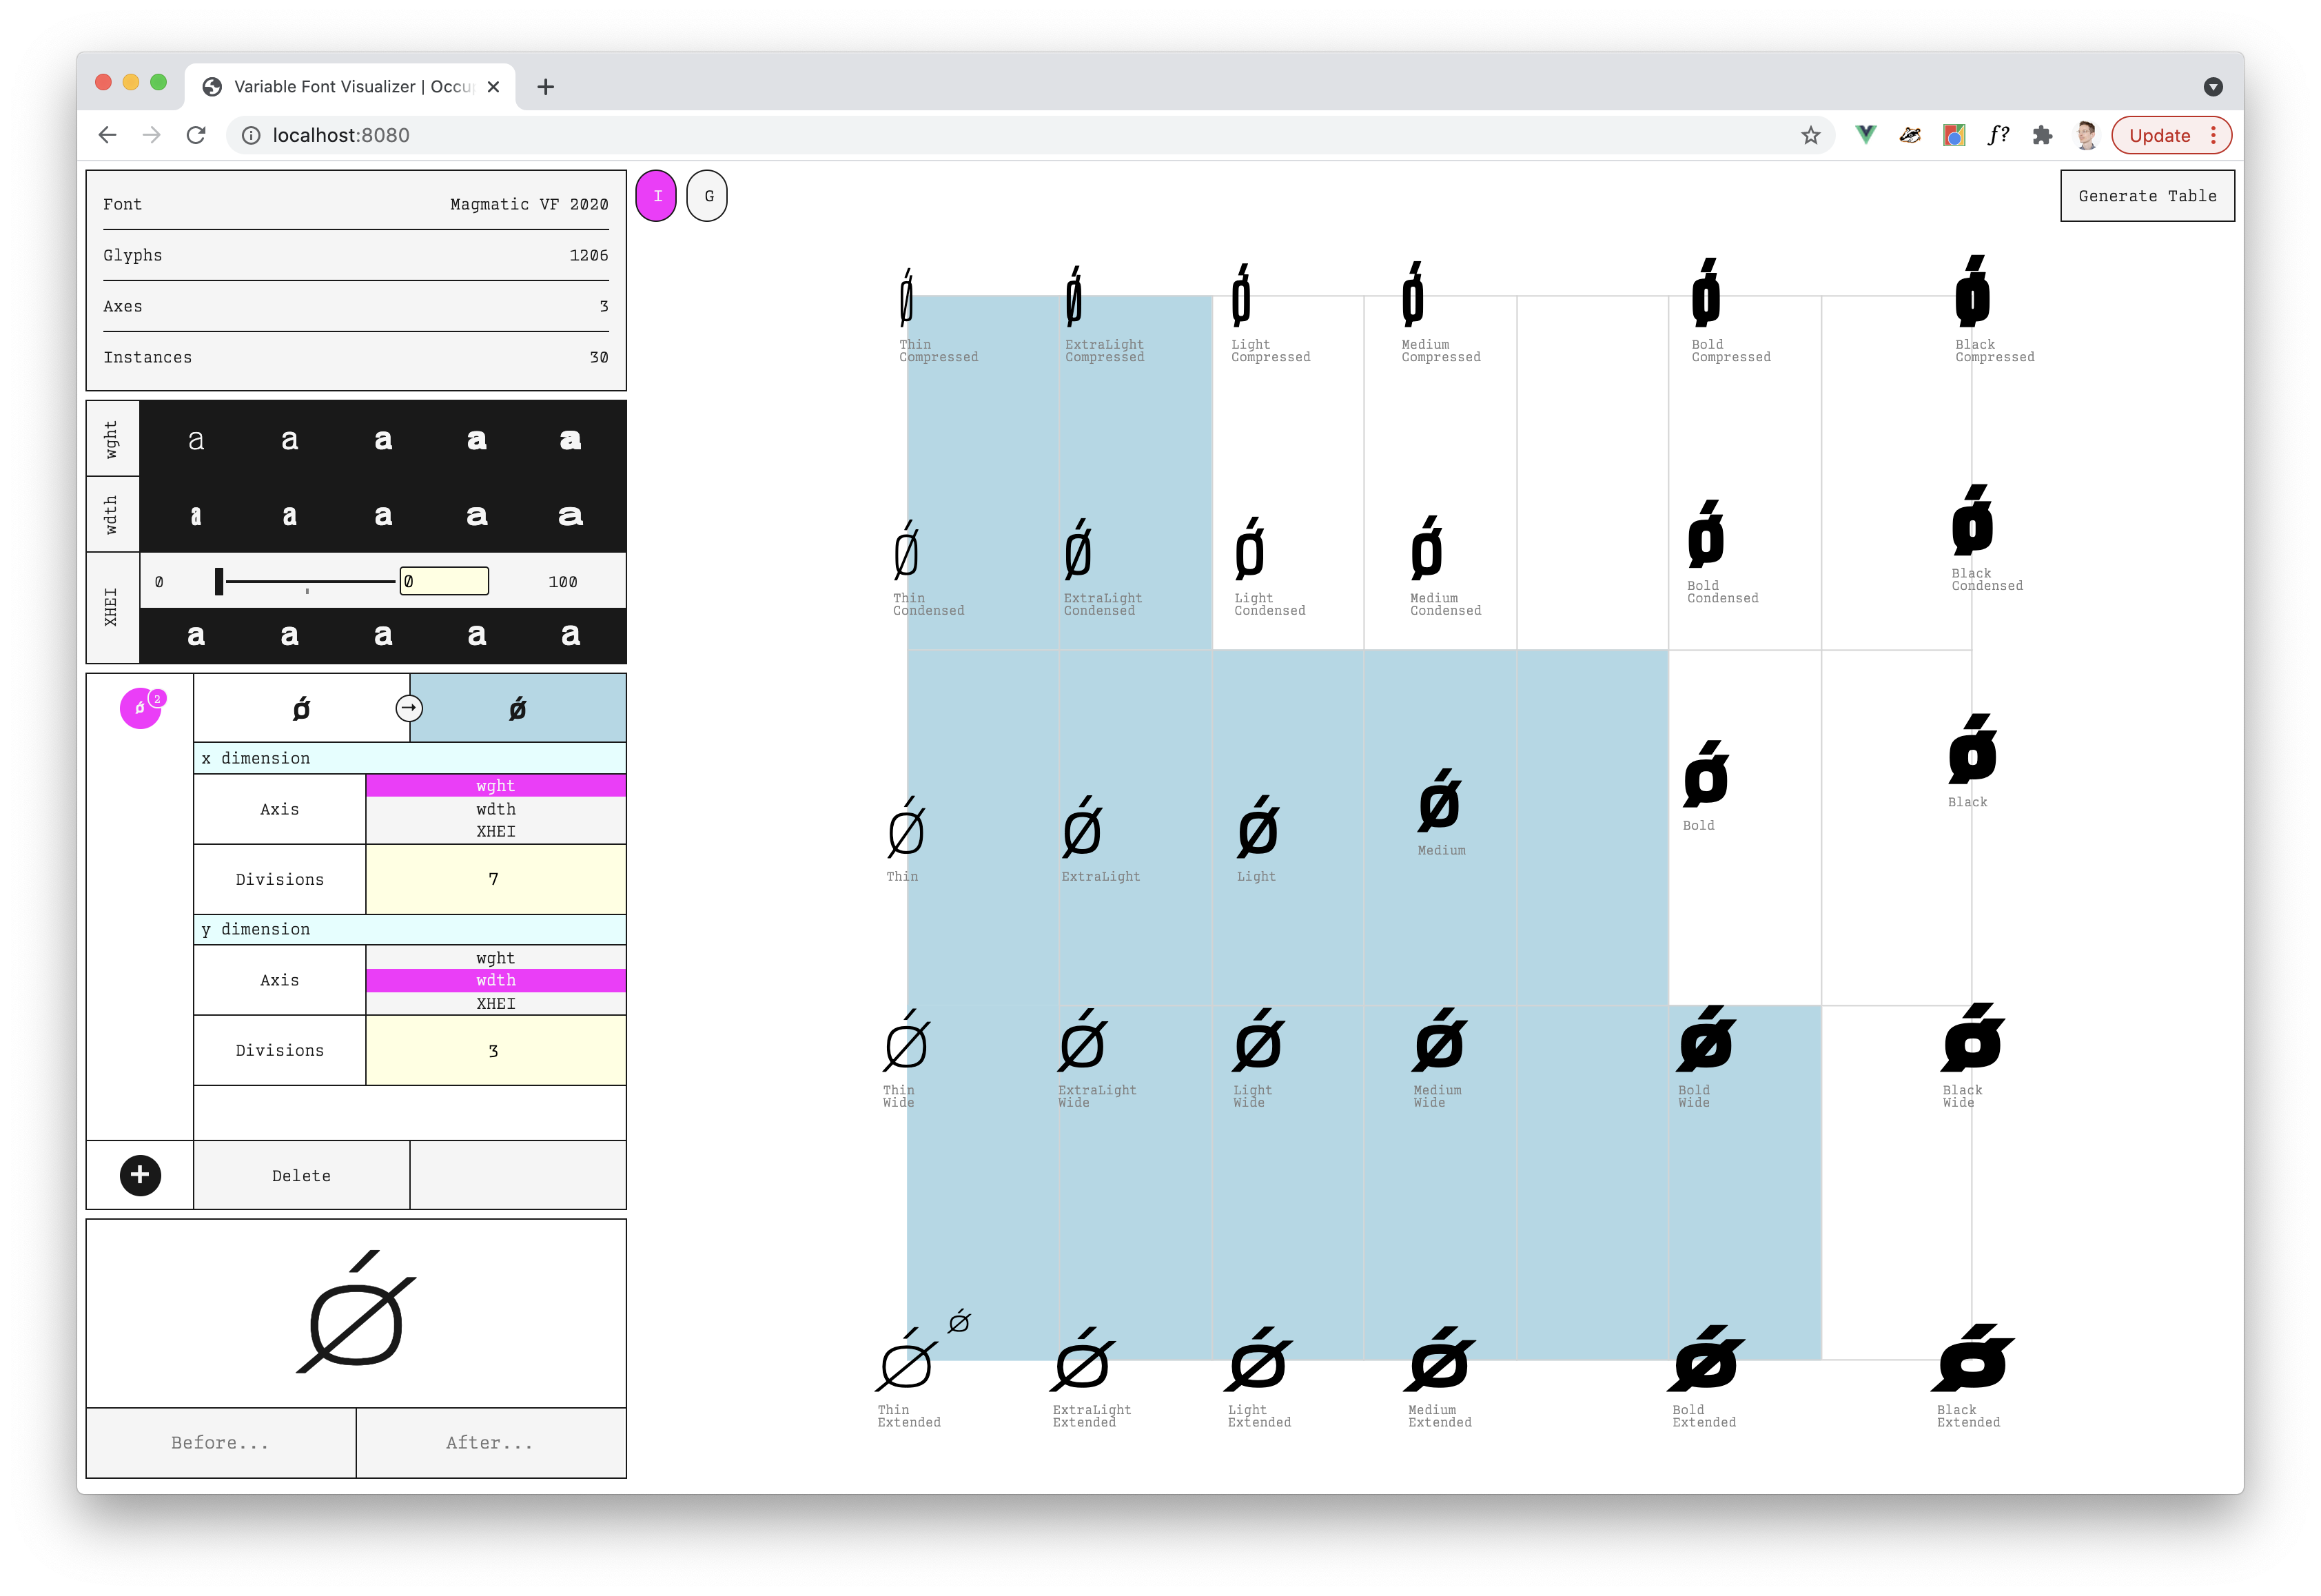 Variable Font Visualizer | Occu
localhost:8080
Update
Font Magmatic VF 2020
Glyphs 1206
Axes 3
Instances 30
I G
Generate Table
wght a a a a a
wdth a a a a a
XHEI 0 0 100
a a a a a
ǿ 2 ǿ → ǿ
x dimension
Axis
wght
wdth
XHEI
Divisions 7
y dimension
Axis
wght
wdth
XHEI
Divisions 3
+ Delete
ǿ
Before... After...
ǿ ǿ ǿ ǿ ǿ ǿ
Thin Compressed
ExtraLight Compressed
Light Compressed
Medium Compressed
Bold Compressed
Black Compressed
ǿ ǿ ǿ ǿ ǿ ǿ
Thin Condensed
ExtraLight Condensed
Light Condensed
Medium Condensed
Bold Condensed
Black Condensed
ǿ ǿ ǿ ǿ ǿ ǿ
Thin
ExtraLight
Light
Medium
Bold
Black
ǿ ǿ ǿ ǿ ǿ ǿ
Thin Wide
ExtraLight Wide
Light Wide
Medium Wide
Bold Wide
Black Wide
ǿ
ǿ ǿ ǿ ǿ ǿ ǿ
Thin Extended
ExtraLight Extended
Light Extended
Medium Extended
Bold Extended
Black Extended